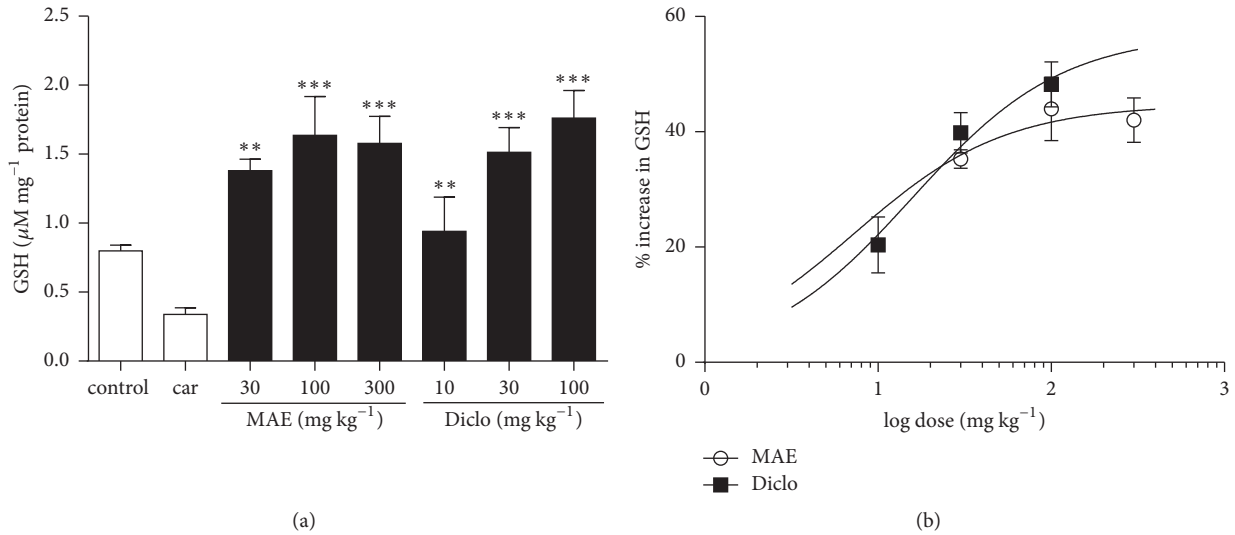 2.5
2.0
1.5
1.0
0.5
0.0
GSH (μM mg−1 protein)
** *** *** ** *** ***
control car 30 100 300 10 30 100
MAE (mg kg−1) Diclo (mg kg−1)
(a)
60
40
20
0
% increase in GSH
0 1 2 3
log dose (mg kg−1)
MAE
Diclo
(b)